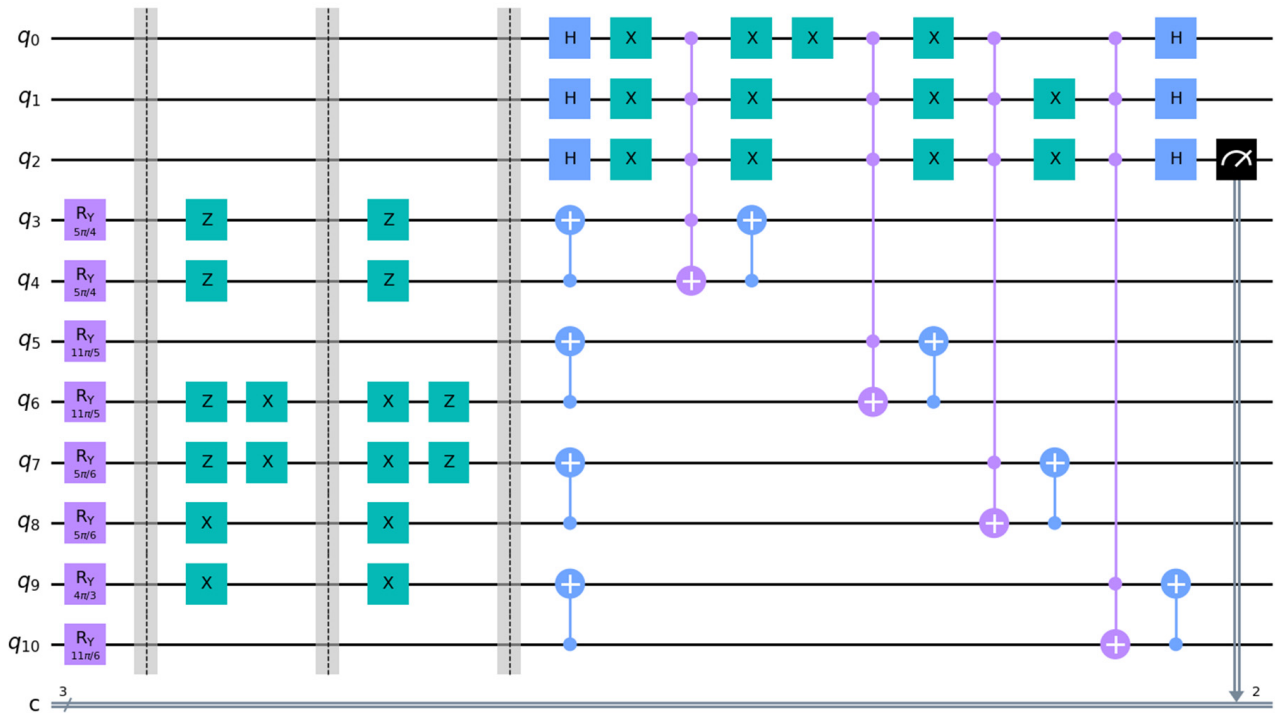 q0 H X X X X H
q1 H X X X X H
q2 H X X X X H
q3 RY 5π/4 Z Z
q4 RY 5π/4 Z Z
q5 RY 11π/5
q6 RY 11π/5 Z X X Z
q7 RY 5π/6 Z X X Z
q8 RY 5π/6 X X
q9 RY 4π/3 X X
q10 RY 11π/6
c 3 2